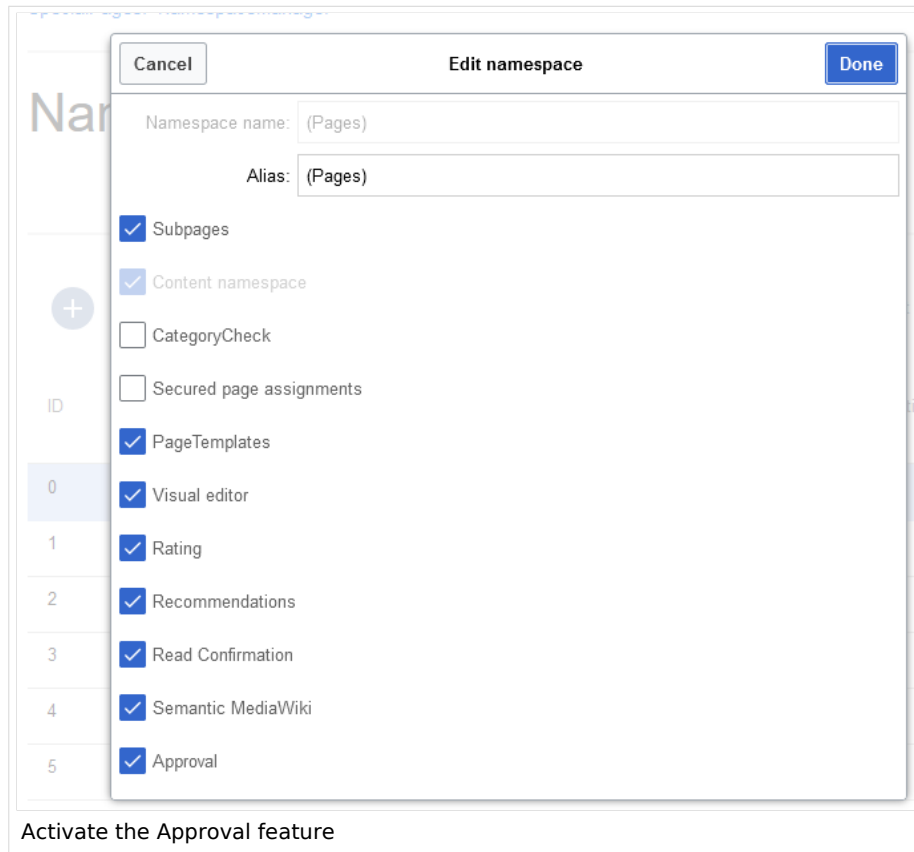 Cancel
Edit namespace
Done
Nar
Namespace name: (Pages)
Alias: (Pages)
Subpages
Content namespace
CategoryCheck
Secured page assignments
ID
PageTemplates
0
Visual editor
1
Rating
2
Recommendations
3
Read Confirmation
4
Semantic MediaWiki
5
Approval
Activate the Approval feature